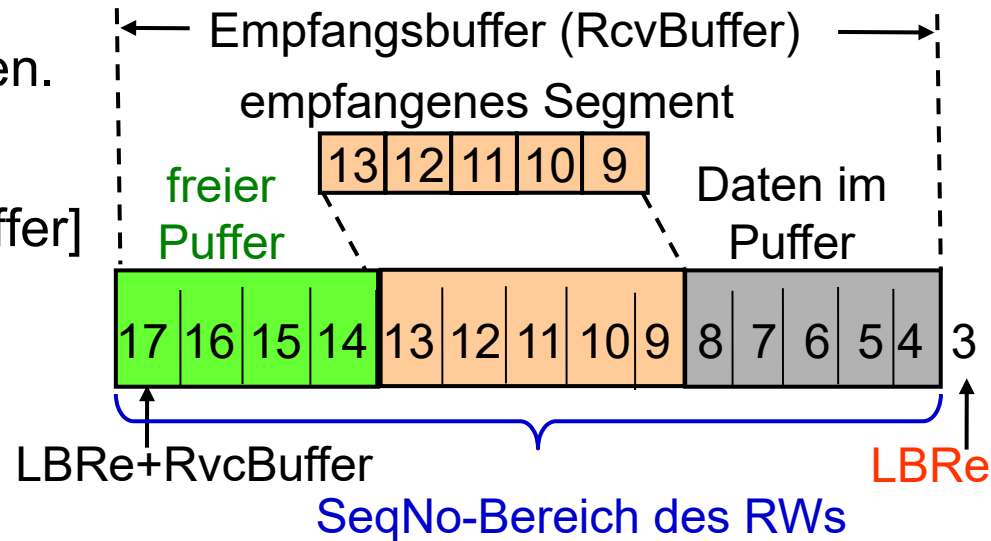 Empfangsbuffer (RcvBuffer)
en.
empfangenes Segment
13 12 11 10 9
freier
Puffer
Daten im
Puffer
ffer]
17 16 15 14 13 12 11 10 9 8 7 6 5 4 3
LBRe+RvcBuffer
LBRe
SeqNo-Bereich des RWs